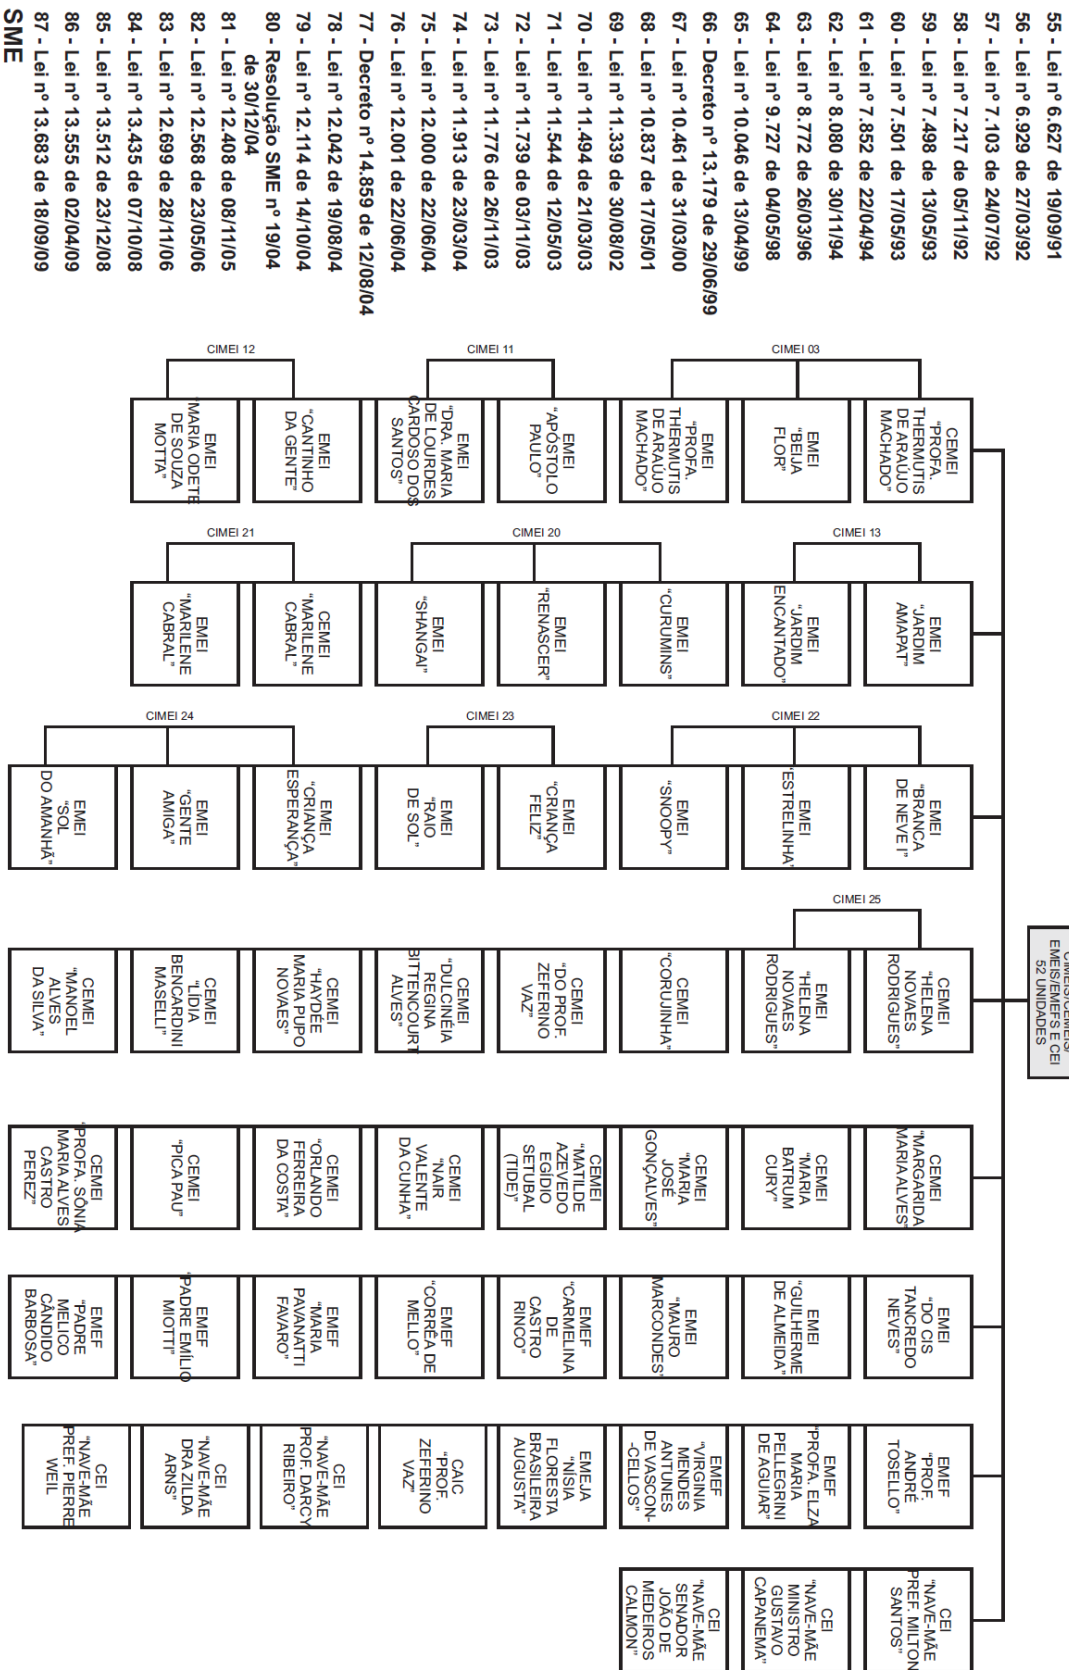 55 - Lei nº 6.627 de 19/09/91
56 - Lei nº 6.929 de 27/03/92
57 - Lei nº 7.103 de 24/07/92
58 - Lei nº 7.217 de 05/11/92
59 - Lei nº 7.498 de 13/05/93
60 - Lei nº 7.501 de 17/05/93
61 - Lei nº 7.852 de 22/04/94
62 - Lei nº 8.080 de 30/11/94
63 - Lei nº 8.772 de 26/03/96
64 - Lei nº 9.727 de 04/05/98
65 - Lei nº 10.046 de 13/04/99
66 - Decreto nº 13.179 de 29/06/99
67 - Lei nº 10.461 de 31/03/00
68 - Lei nº 10.837 de 17/05/01
69 - Lei nº 11.339 de 30/08/02
70 - Lei nº 11.494 de 21/03/03
71 - Lei nº 11.544 de 12/05/03
72 - Lei nº 11.739 de 03/11/03
73 - Lei nº 11.776 de 26/11/03
74 - Lei nº 11.913 de 23/03/04
75 - Lei nº 12.000 de 22/06/04
76 - Lei nº 12.001 de 22/06/04
77 - Decreto nº 14.859 de 12/08/04
78 - Lei nº 12.042 de 19/08/04
79 - Lei nº 12.114 de 14/10/04
80 - Resolução SME nº 19/04
de 30/12/04
81 - Lei nº 12.408 de 08/11/05
82 - Lei nº 12.568 de 23/05/06
83 - Lei nº 12.699 de 28/11/06
84 - Lei nº 13.435 de 07/10/08
85 - Lei nº 13.512 de 23/12/08
86 - Lei nº 13.555 de 02/04/09
87 - Lei nº 13.683 de 18/09/09
SME
CIMEIS/CEMEIS/
EMEIS/EMEFS E CEI
52 UNIDADES
CIMEI 03
CEMEI
"PROFA.
THERMUTIS
DE ARAÚJO
MACHADO"
EMEI
"BEIJA
FLOR"
EMEI
"PROFA.
THERMUTIS
DE ARAÚJO
MACHADO"
CIMEI 11
EMEI
"APÓSTOLO
PAULO"
EMEI
"DRA. MARIA
DE LOURDES
CARDOSO DOS
SANTOS"
CIMEI 12
EMEI
"CANTINHO
DA GENTE"
EMEI
"MARIA ODETE
DE SOUZA
MOTTA"
CIMEI 13
EMEI
"JARDIM
AMAPAT"
EMEI
"JARDIM
ENCANTADO"
CIMEI 20
EMEI
"CURUMINS"
EMEI
"RENASCER"
EMEI
"SHANGAI"
CIMEI 21
CEMEI
"MARILENE
CABRAL"
EMEI
"MARILENE
CABRAL"
CIMEI 22
EMEI
"BRANCA
DE NEVE I"
EMEI
"ESTRELINHA"
EMEI
"SNOOPY"
CIMEI 23
EMEI
"CRIANÇA
FELIZ"
EMEI
"RAIO
DE SOL"
CIMEI 24
EMEI
"CRIANÇA
ESPERANÇA"
EMEI
"GENTE
AMIGA"
EMEI
"SOL
DO AMANHÃ"
CIMEI 25
CEMEI
"HELENA
NOVAES
RODRIGUES"
EMEI
"HELENA
NOVAES
RODRIGUES"
CEMEI
"CORUJINHA"
CEMEI
"DO PROF.
ZEFERINO
VAZ"
CEMEI
"DULCINÉIA
REGINA
BITTENCOURT
ALVES"
CEMEI
"HAYDÉE
MARIA PUPO
NOVAES"
CEMEI
"LÍDIA
BENCARDINI
MASELLI"
CEMEI
"MANOEL
ALVES
DA SILVA"
CEMEI
"MARGARIDA
MARIA ALVES"
CEMEI
"MARIA
BATRUM
CURY"
CEMEI
"MARIA
JOSÉ
GONÇALVES"
CEMEI
"MATILDE
AZEVEDO
EGÍDIO
SETUBAL
(TIDE)"
CEMEI
"NAIR
VALENTE
DA CUNHA"
CEMEI
"ORLANDO
FERREIRA
DA COSTA"
CEMEI
"PICA PAU"
CEMEI
"PROFA. SÔNIA
MARIA ALVES
CASTRO
PEREZ"
EMEI
"DO CIS
TANCREDO
NEVES"
EMEI
"GUILHERME
DE ALMEIDA"
EMEI
"MAURO
MARCONDES"
EMEF
"CARMELINA
DE
CASTRO
RINCO"
EMEF
"CORRÊA DE
MELLO"
EMEF
"MARIA
PAVANATTI
FAVARO"
EMEF
"PADRE EMÍLIO
MIOTTI"
EMEF
"PADRE
MELICO
CÂNDIDO
BARBOSA"
EMEF
"PROF.
ANDRÉ
TOSELLO"
EMEF
"PROFA. ELZA
MARIA
PELLEGRINI
DE AGUIAR"
EMEF
"VIRGINIA
MENDES
ANTUNES
DE VASCON-
-CELLOS"
EMEJA
"NÍSIA
FLORESTA
BRASILEIRA
AUGUSTA"
CAIC
"PROF.
ZEFERINO
VAZ"
CEI
"NAVE-MÃE
PROF. DARCY
RIBEIRO"
CEI
"NAVE-MÃE
DRA ZILDA
ARNS"
CEI
"NAVE-MÃE
PREF. PIERRE
WEIL
CEI
"NAVE-MÃE
PREF. MILTON
SANTOS"
CEI
"NAVE-MÃE
MINISTRO
GUSTAVO
CAPANEMA"
CEI
"NAVE-MÃE
SENADOR
JOÃO DE
MEDEIROS
CALMON"